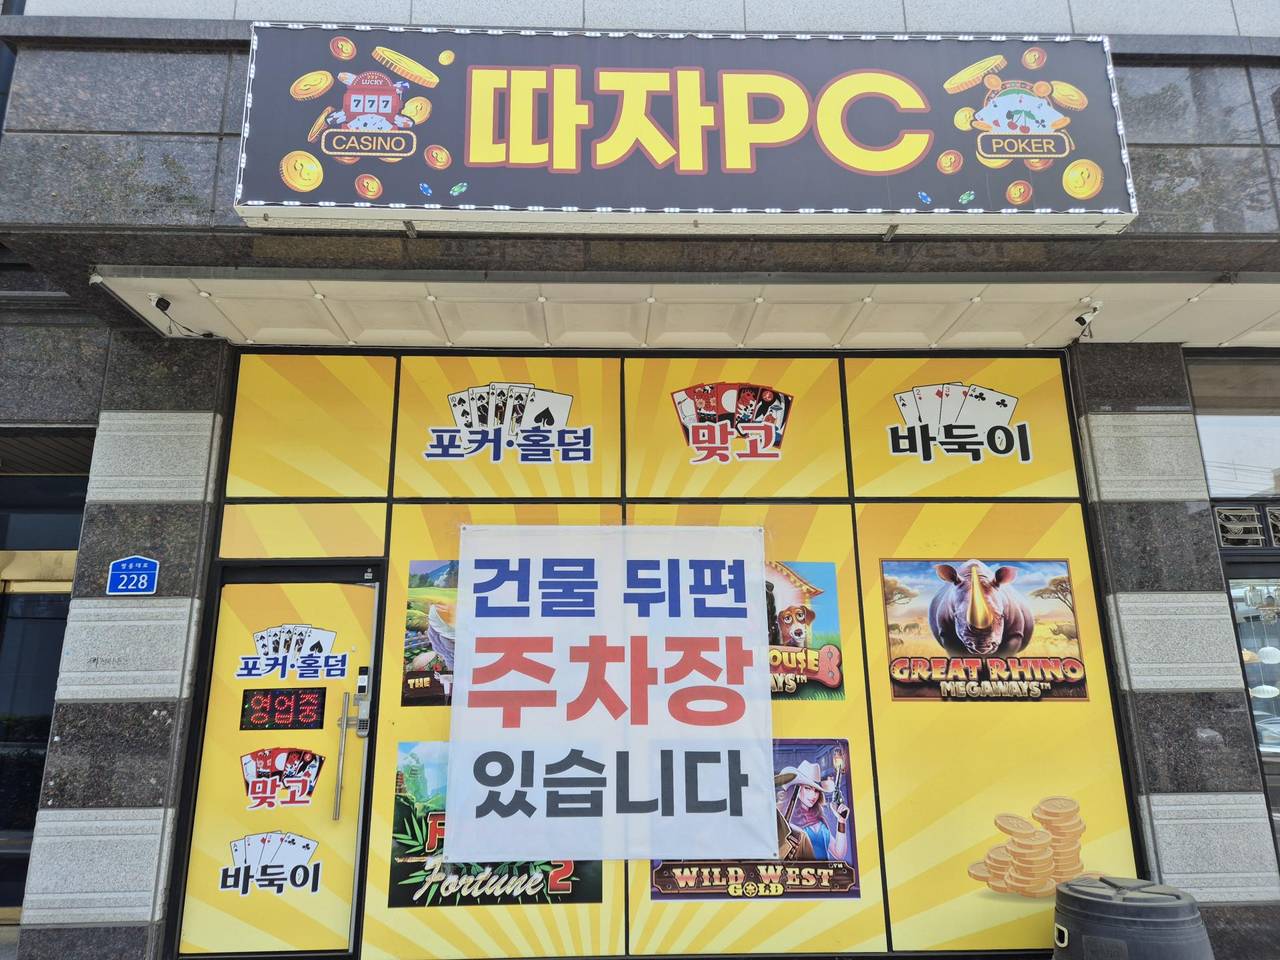 LUCKY
777
CASINO
따자PC
POKER
포커·홀덤
맞고
바둑이
건물 뒤편
주차장
있습니다
228
포커·홀덤
영업중
맞고
바둑이
THE
GREAT RHINO
MEGAWAYS™
Fortune 2
WILD WEST
GOLD